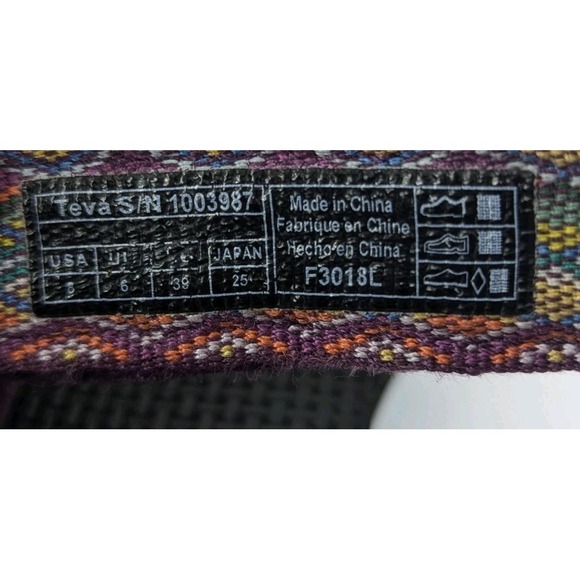 Teva S/N 1003987
USA JAPAN
8 6 39 25
Made in China
Fabrique en Chine
Hecho en China
F3018L